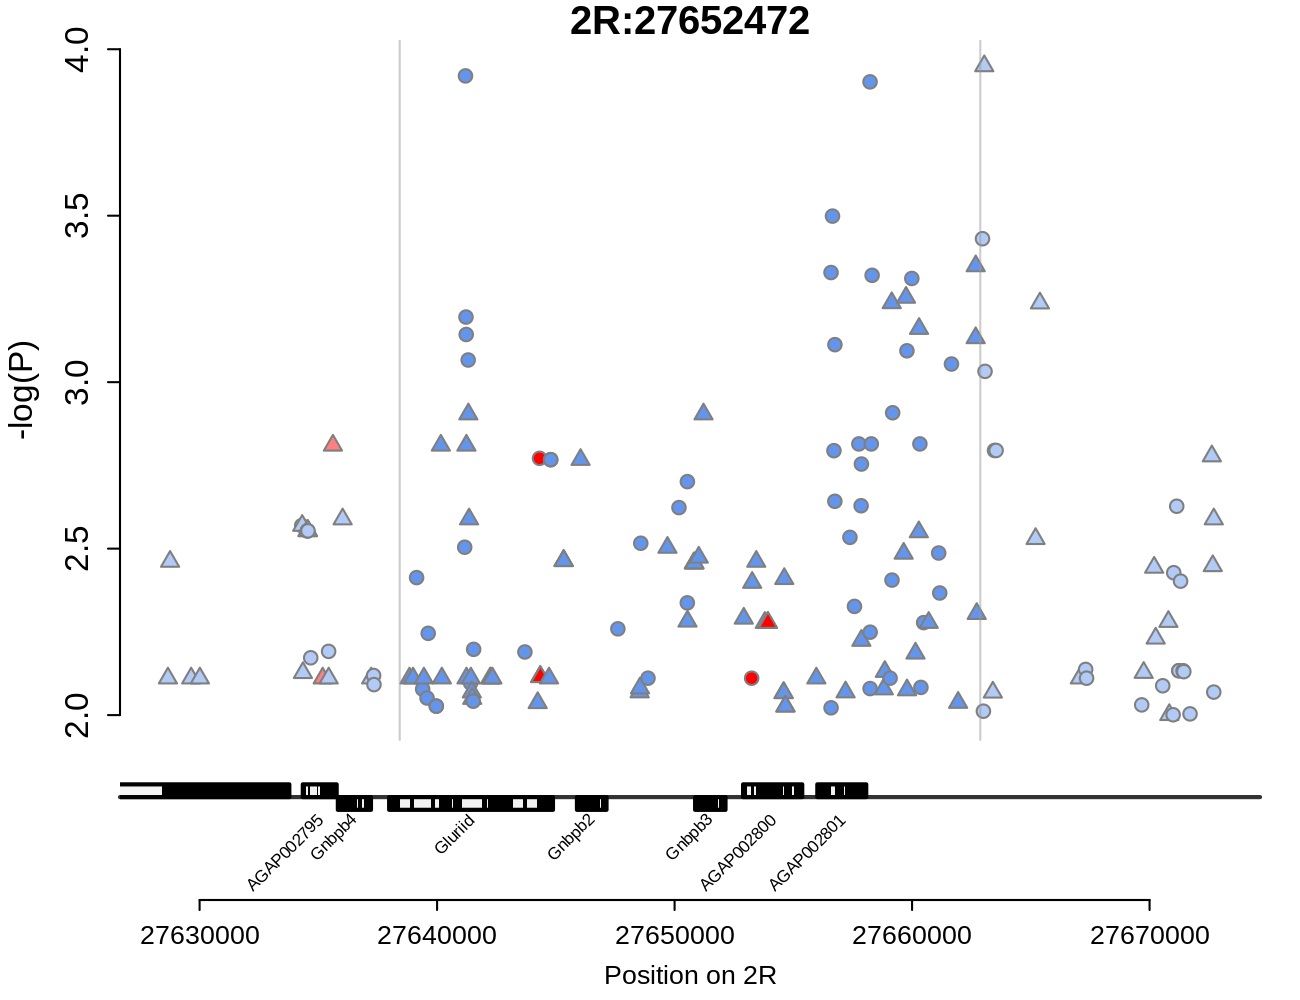 2R:27652472
-log(P)
4.0
3.5
3.0
2.5
2.0
AGAP002795
Gnbpb4
Gluriid
Gnbpb2
Gnbpb3
AGAP002800
AGAP002801
27630000
27640000
27650000
27660000
27670000
Position on 2R